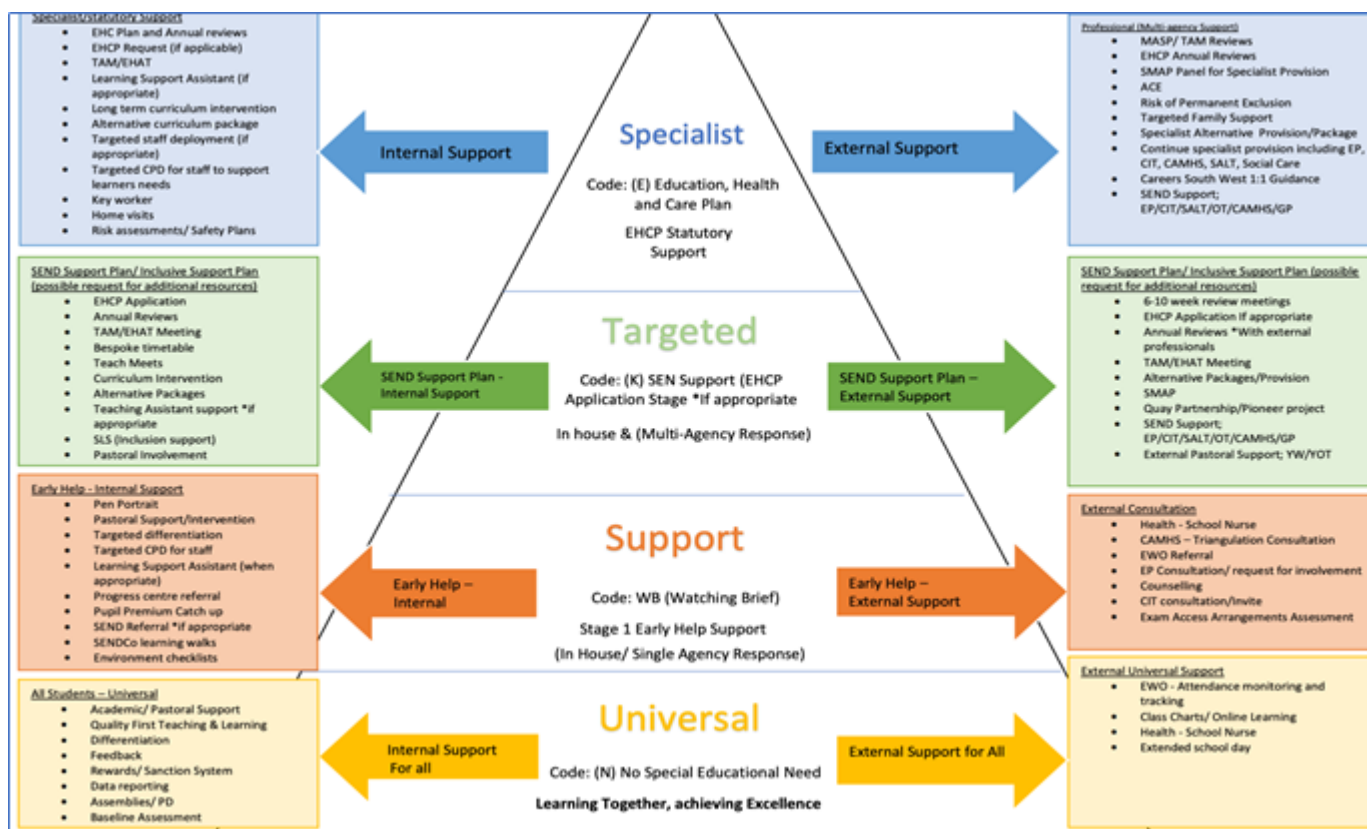 Specialist/statutory Support
• EHC Plan and Annual reviews
• EHCP Request (if applicable)
• TAM/EHAT
• Learning Support Assistant (if
appropriate)
• Long term curriculum intervention
• Alternative curriculum package
• Targeted staff deployment (if
appropriate)
• Targeted CPD for staff to support
learners needs
• Key worker
• Home visits
• Risk assessments/ Safety Plans
Internal Support
Specialist
Code: (E) Education, Health
and Care Plan
EHCP Statutory
Support
External Support
Professional (Multi-agency Support)
• MASP/ TAM Reviews
• EHCP Annual Reviews
• SMAP Panel for Specialist Provision
• ACE
• Risk of Permanent Exclusion
• Targeted Family Support
• Specialist Alternative Provision/Package
• Continue specialist provision including EP,
CIT, CAMHS, SALT, Social Care
• Careers South West 1:1 Guidance
• SEND Support;
EP/CIT/SALT/OT/CAMHS/GP
SEND Support Plan/ Inclusive Support Plan
(possible request for additional resources)
• EHCP Application
• Annual Reviews
• TAM/EHAT Meeting
• Bespoke timetable
• Teach Meets
• Curriculum Intervention
• Alternative Packages
• Teaching Assistant support *if
appropriate
• SLS (Inclusion support)
• Pastoral Involvement
SEND Support Plan -
Internal Support
Targeted
Code: (K) SEN Support (EHCP
Application Stage *If appropriate
In house & (Multi-Agency Response)
SEND Support Plan –
External Support
SEND Support Plan/ Inclusive Support Plan (possible
request for additional resources)
• 6-10 week review meetings
• EHCP Application If appropriate
• Annual Reviews *With external
professionals
• TAM/EHAT Meeting
• Alternative Packages/Provision
• SMAP
• Quay Partnership/Pioneer project
• SEND Support;
EP/CIT/SALT/OT/CAMHS/GP
• External Pastoral Support; YW/YOT
Early Help - Internal Support
• Pen Portrait
• Pastoral Support/Intervention
• Targeted differentiation
• Targeted CPD for staff
• Learning Support Assistant (when
appropriate)
• Progress centre referral
• Pupil Premium Catch up
• SEND Referral *if appropriate
• SENDCo learning walks
• Environment checklists
Early Help –
Internal
Support
Code: WB (Watching Brief)
Stage 1 Early Help Support
(In House/ Single Agency Response)
Early Help –
External Support
External Consultation
• Health - School Nurse
• CAMHS – Triangulation Consultation
• EWO Referral
• EP Consultation/ request for involvement
• Counselling
• CIT consultation/Invite
• Exam Access Arrangements Assessment
All Students – Universal
• Academic/ Pastoral Support
• Quality First Teaching & Learning
• Differentiation
• Feedback
• Rewards/ Sanction System
• Data reporting
• Assemblies/ PD
• Baseline Assessment
Internal Support
For all
Universal
Code: (N) No Special Educational Need
Learning Together, achieving Excellence
External Support for All
External Universal Support
• EWO - Attendance monitoring and
tracking
• Class Charts/ Online Learning
• Health - School Nurse
• Extended school day